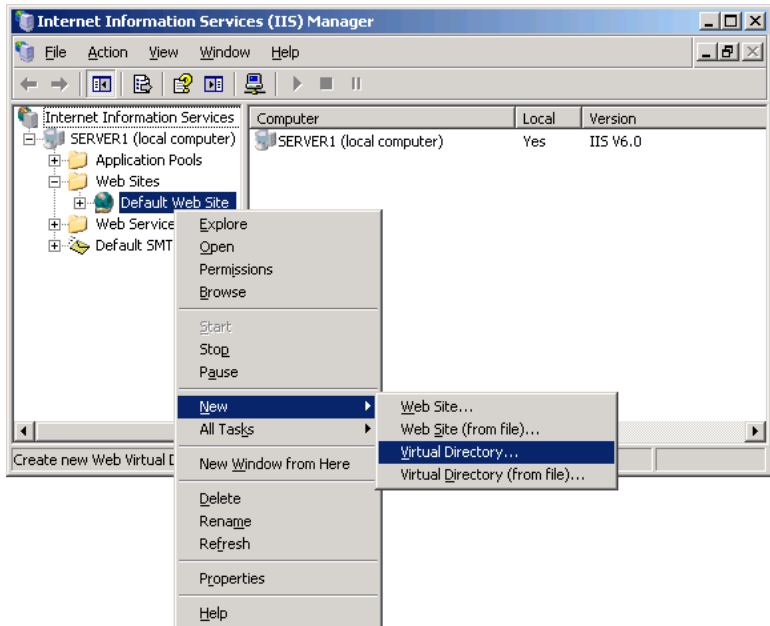 Internet Information Services (IIS) Manager
File Action View Window Help
Internet Information Services
SERVER1 (local computer)
Application Pools
Web Sites
Default Web Site
Web Service
Default SMT
Computer Local Version
SERVER1 (local computer) Yes IIS V6.0
Explore
Open
Permissions
Browse
Start
Stop
Pause
New
All Tasks
New Window from Here
Delete
Rename
Refresh
Properties
Help
Web Site...
Web Site (from file)...
Virtual Directory...
Virtual Directory (from file)...
Create new Web Virtual D